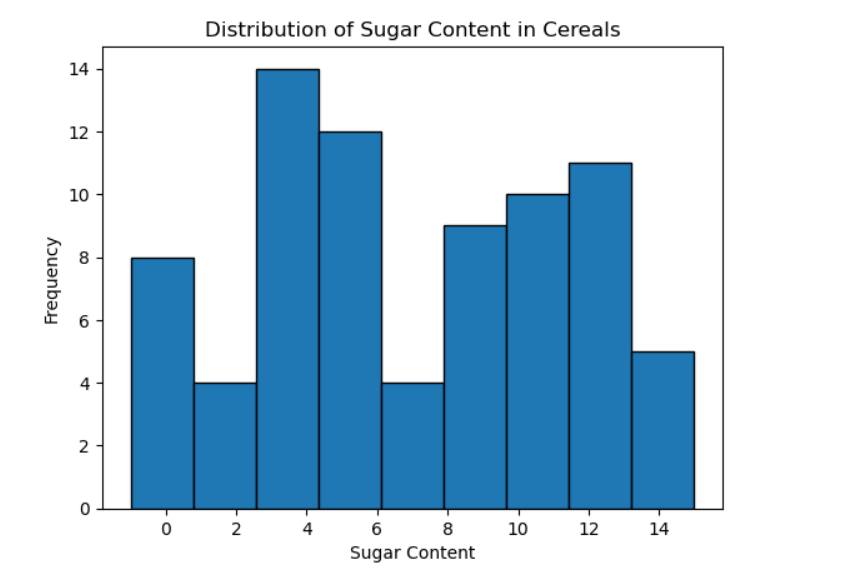 Distribution of Sugar Content in Cereals
14
12
10
8
6
4
2
0
Frequency
0 2 4 6 8 10 12 14
Sugar Content